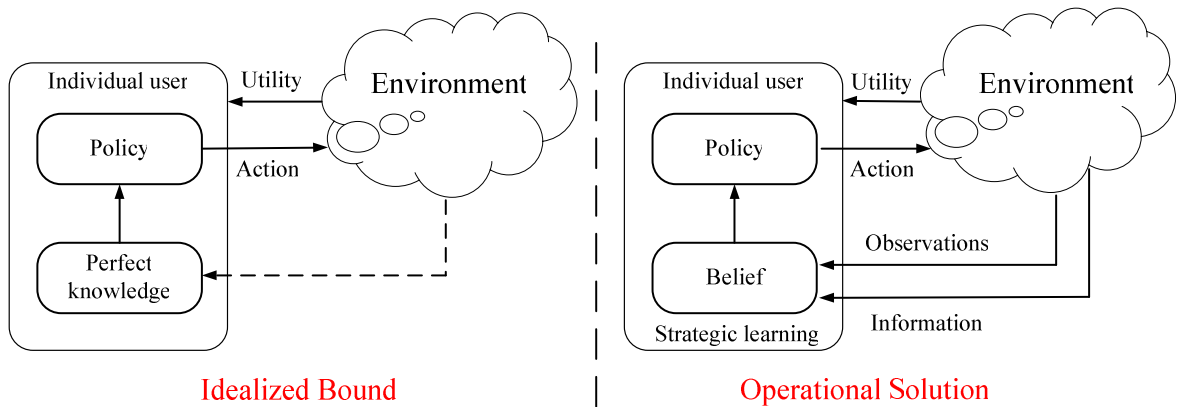 Individual user
Utility
Environment
Policy
Action
Perfect
knowledge
Idealized Bound
Individual user
Utility
Environment
Policy
Action
Observations
Belief
Information
Strategic learning
Operational Solution